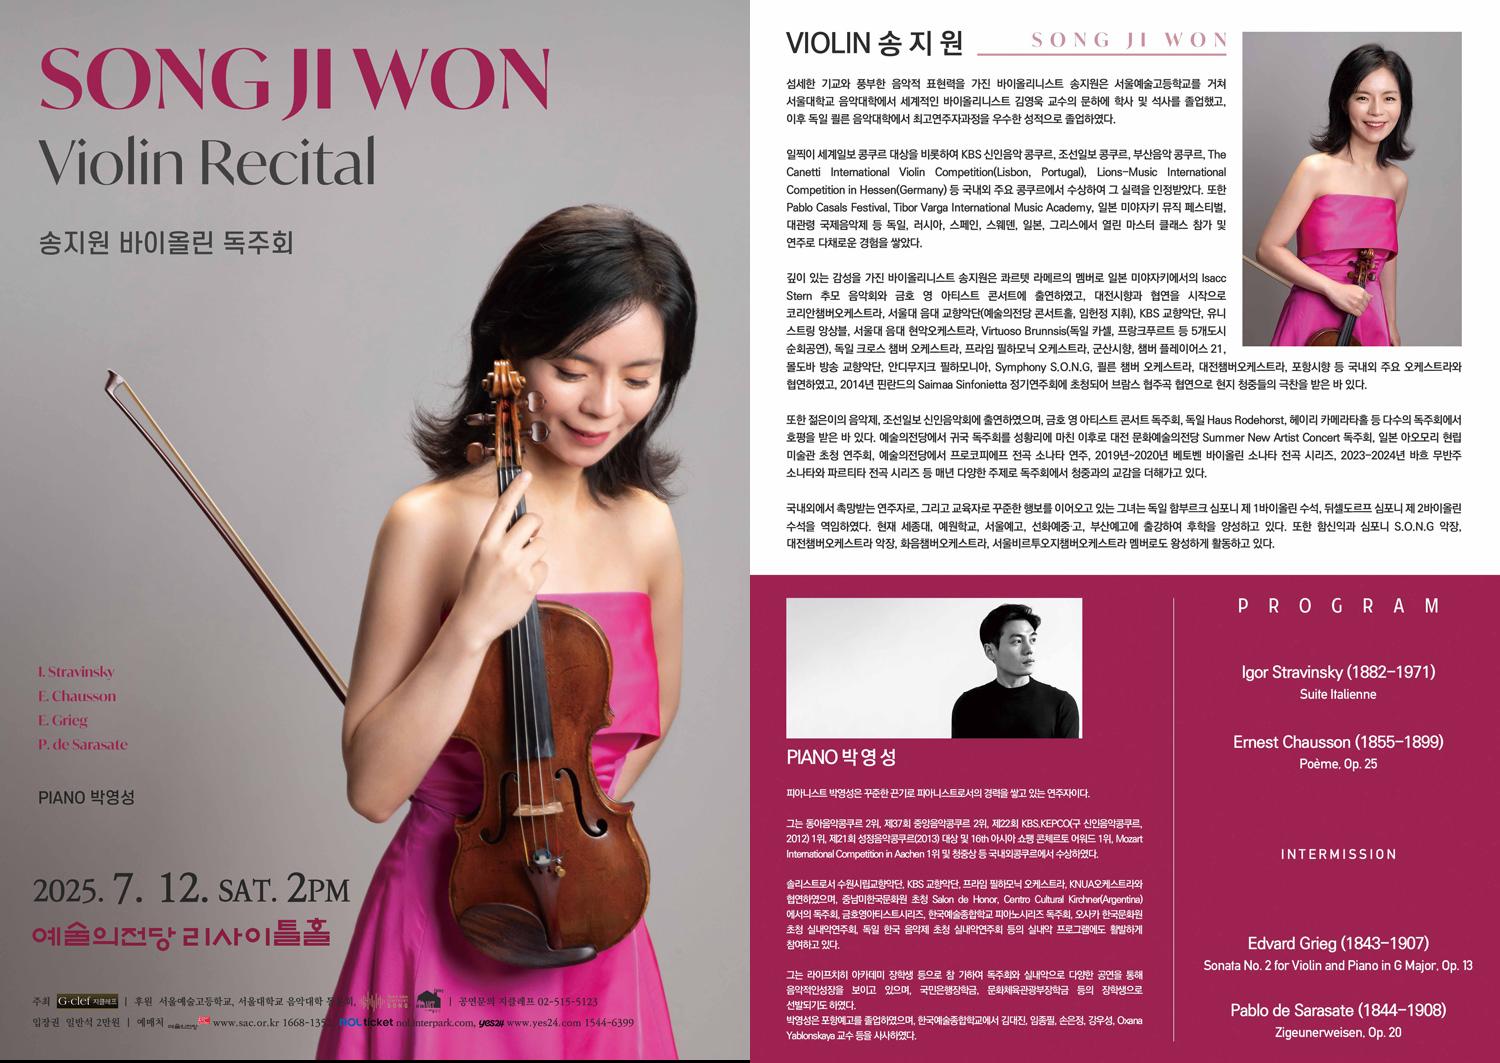 SONG JI WON
Violin Recital
송지원 바이올린 독주회
I. Stravinsky
E. Chausson
E. Grieg
P. de Sarasate
PIANO 박영성
2025. 7. 12. SAT. 2PM
예술의전당 리사이틀홀
주최 G·clef 지클레프 | 후원 서울예술고등학교, 서울대학교 음악대학 동문회, | 공연문의 지클레프 02-515-5123
입장권 일반석 2만원 | 예매처 예술의전당 www.sac.or.kr 1668-1352 NOL ticket nol.interpark.com, yes24 www.yes24.com 1544-6399
VIOLIN 송지원 SONG JI WON
섬세한 기교와 풍부한 음악적 표현력을 가진 바이올리니스트 송지원은 서울예술고등학교를 거쳐
서울대학교 음악대학에서 세계적인 바이올리니스트 김영욱 교수의 문하에 학사 및 석사를 졸업했고,
이후 독일 쾰른 음악대학에서 최고연주자과정을 우수한 성적으로 졸업하였다.
일찍이 세계일보 콩쿠르 대상을 비롯하여 KBS 신인음악 콩쿠르, 조선일보 콩쿠르, 부산음악 콩쿠르, The
Canetti International Violin Competition(Lisbon, Portugal), Lions-Music International
Competition in Hessen(Germany) 등 국내외 주요 콩쿠르에서 수상하여 그 실력을 인정받았다. 또한
Pablo Casals Festival, Tibor Varga International Music Academy, 일본 미야자키 뮤직 페스티벌,
대관령 국제음악제 등 독일, 러시아, 스페인, 스웨덴, 일본, 그리스에서 열린 마스터 클래스 참가 및
연주로 다채로운 경험을 쌓았다.
깊이 있는 감성을 가진 바이올리니스트 송지원은 콰르텟 라메르의 멤버로 일본 미야자키에서의 Isacc
Stern 추모 음악회와 금호 영 아티스트 콘서트에 출연하였고, 대전시향과 협연을 시작으로
코리안챔버오케스트라, 서울대 음대 교향악단(예술의전당 콘서트홀, 임헌정 지휘), KBS 교향악단, 유니
스트링 앙상블, 서울대 음대 현악오케스트라, Virtuoso Brunnsis(독일 카셀, 프랑크푸르트 등 5개도시
순회공연), 독일 크로스 챔버 오케스트라, 프라임 필하모닉 오케스트라, 군산시향, 챔버 플레이어스 21,
몰도바 방송 교향악단, 안디무지크 필하모니아, Symphony S.O.N.G, 쾰른 챔버 오케스트라, 대전챔버오케스트라, 포항시향 등 국내외 주요 오케스트라와
협연하였고, 2014년 핀란드의 Saimaa Sinfonietta 정기연주회에 초청되어 브람스 협주곡 협연으로 현지 청중들의 극찬을 받은 바 있다.
또한 젊은이의 음악제, 조선일보 신인음악회에 출연하였으며, 금호 영 아티스트 콘서트 독주회, 독일 Haus Rodehorst, 헤이리 카메라타홀 등 다수의 독주회에서
호평을 받은 바 있다. 예술의전당에서 귀국 독주회를 성황리에 마친 이후로 대전 문화예술의전당 Summer New Artist Concert 독주회, 일본 아오모리 현립
미술관 초청 연주회, 예술의전당에서 프로코피에프 전곡 소나타 연주, 2019년~2020년 베토벤 바이올린 소나타 전곡 시리즈, 2023-2024년 바흐 무반주
소나타와 파르티타 전곡 시리즈 등 매년 다양한 주제로 독주회에서 청중과의 교감을 더해가고 있다.
국내외에서 촉망받는 연주자로, 그리고 교육자로 꾸준한 행보를 이어오고 있는 그녀는 독일 함부르크 심포니 제 1바이올린 수석, 뒤셀도르프 심포니 제 2바이올린
수석을 역임하였다. 현재 세종대, 예원학교, 서울예고, 선화예중·고, 부산예고에 출강하여 후학을 양성하고 있다. 또한 함신익과 심포니 S.O.N.G 악장,
대전챔버오케스트라 악장, 화음챔버오케스트라, 서울비르투오지챔버오케스트라 멤버로도 왕성하게 활동하고 있다.
PIANO 박영성
피아니스트 박영성은 꾸준한 끈기로 피아니스트로서의 경력을 쌓고 있는 연주자이다.
그는 동아음악콩쿠르 2위, 제37회 중앙음악콩쿠르 2위, 제22회 KBS.KEPCO(구 신인음악콩쿠르,
2012) 1위, 제21회 성정음악콩쿠르(2013) 대상 및 16th 아시아 쇼팽 콘체르토 어워드 1위, Mozart
International Competition in Aachen 1위 및 청중상 등 국내외콩쿠르에서 수상하였다.
솔리스트로서 수원시립교향악단, KBS 교향악단, 프라임 필하모닉 오케스트라, KNUA오케스트라와
협연하였으며, 중남미한국문화원 초청 Salon de Honor, Centro Cultural Kirchner(Argentina)
에서의 독주회, 금호영아티스트시리즈, 한국예술종합학교 피아노시리즈 독주회, 오사카 한국문화원
초청 실내악연주회, 독일 한국 음악제 초청 실내악연주회 등의 실내악 프로그램에도 활발하게
참여하고 있다.
그는 라이프치히 아카데미 장학생 등으로 참 가하여 독주회와 실내악으로 다양한 공연을 통해
음악적인성장을 보이고 있으며, 국민은행장학금, 문화체육관광부장학금 등의 장학생으로
선발되기도 하였다.
박영성은 포항예고를 졸업하였으며, 한국예술종합학교에서 김대진, 임종필, 손은정, 강우성, Oxana
Yablonskaya 교수 등을 사사하였다.
PROGRAM
Igor Stravinsky (1882-1971)
Suite Italienne
Ernest Chausson (1855-1899)
Poème, Op. 25
INTERMISSION
Edvard Grieg (1843-1907)
Sonata No. 2 for Violin and Piano in G Major, Op. 13
Pablo de Sarasate (1844-1908)
Zigeunerweisen, Op. 20